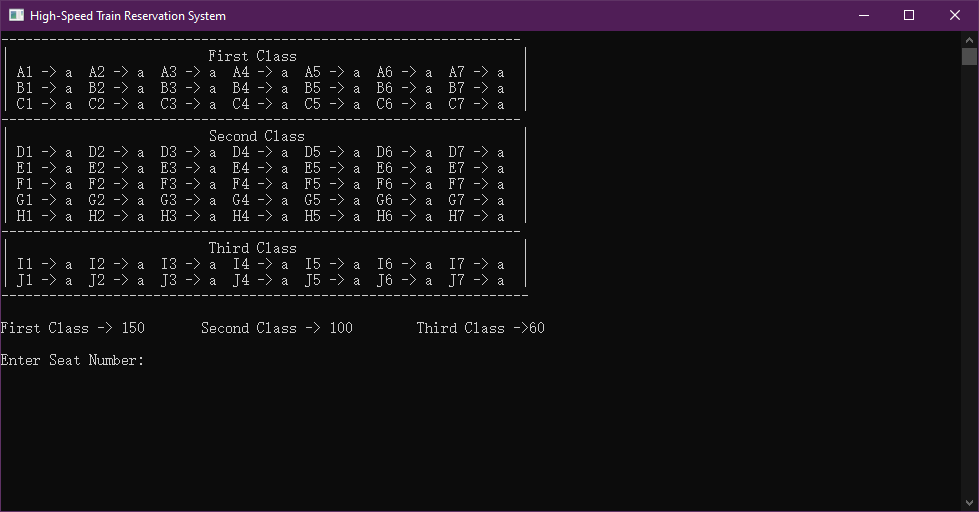 High-Speed Train Reservation System
-----------------------------------------------------------------
| First Class |
| A1 -> a  A2 -> a  A3 -> a  A4 -> a  A5 -> a  A6 -> a  A7 -> a |
| B1 -> a  B2 -> a  B3 -> a  B4 -> a  B5 -> a  B6 -> a  B7 -> a |
| C1 -> a  C2 -> a  C3 -> a  C4 -> a  C5 -> a  C6 -> a  C7 -> a |
-----------------------------------------------------------------
| Second Class |
| D1 -> a  D2 -> a  D3 -> a  D4 -> a  D5 -> a  D6 -> a  D7 -> a |
| E1 -> a  E2 -> a  E3 -> a  E4 -> a  E5 -> a  E6 -> a  E7 -> a |
| F1 -> a  F2 -> a  F3 -> a  F4 -> a  F5 -> a  F6 -> a  F7 -> a |
| G1 -> a  G2 -> a  G3 -> a  G4 -> a  G5 -> a  G6 -> a  G7 -> a |
| H1 -> a  H2 -> a  H3 -> a  H4 -> a  H5 -> a  H6 -> a  H7 -> a |
-----------------------------------------------------------------
| Third Class |
| I1 -> a  I2 -> a  I3 -> a  I4 -> a  I5 -> a  I6 -> a  I7 -> a |
| J1 -> a  J2 -> a  J3 -> a  J4 -> a  J5 -> a  J6 -> a  J7 -> a |
------------------------------------------------------------------
First Class -> 150       Second Class -> 100        Third Class ->60
Enter Seat Number: